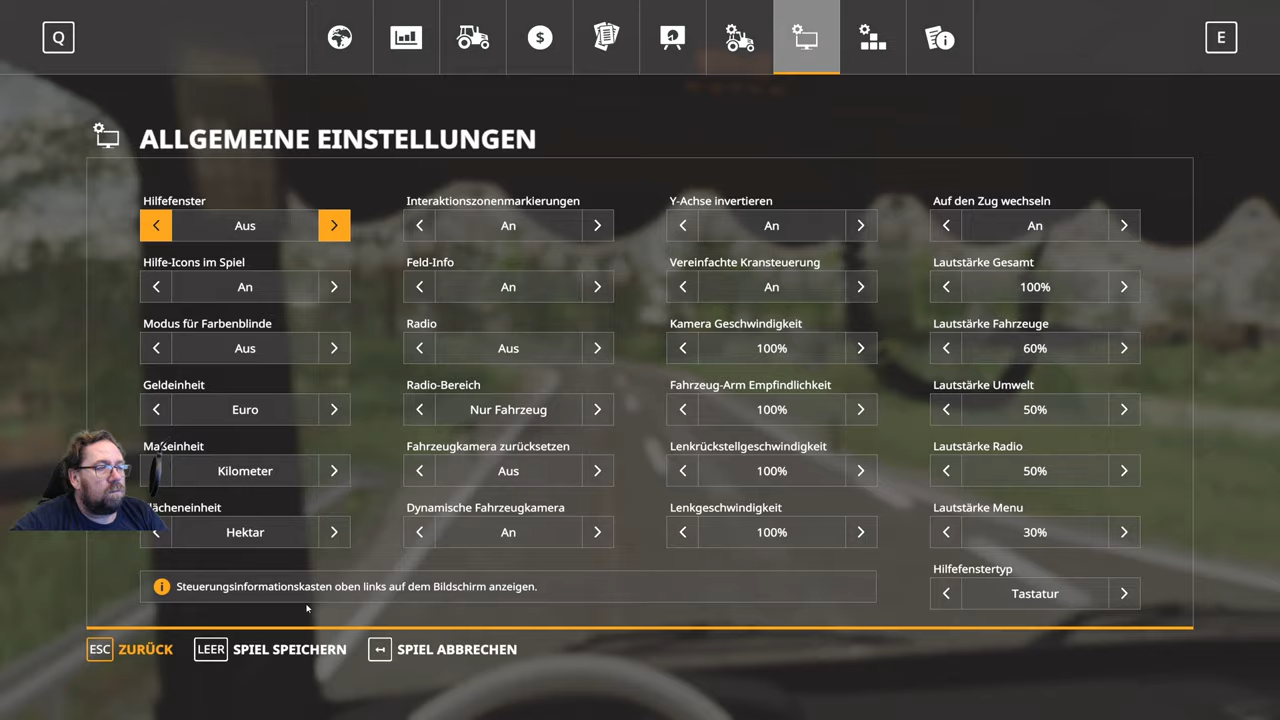 Q
E
ALLGEMEINE EINSTELLUNGEN
Hilfefenster
Aus
Hilfe-Icons im Spiel
An
Modus für Farbenblinde
Aus
Geldeinheit
Euro
Maßeinheit
Kilometer
lächeneinheit
Hektar
Interaktionszonenmarkierungen
An
Feld-Info
An
Radio
Aus
Radio-Bereich
Nur Fahrzeug
Fahrzeugkamera zurücksetzen
Aus
Dynamische Fahrzeugkamera
An
Y-Achse invertieren
An
Vereinfachte Kransteuerung
An
Kamera Geschwindigkeit
100%
Fahrzeug-Arm Empfindlichkeit
100%
Lenkrückstellgeschwindigkeit
100%
Lenkgeschwindigkeit
100%
Auf den Zug wechseln
An
Lautstärke Gesamt
100%
Lautstärke Fahrzeuge
60%
Lautstärke Umwelt
50%
Lautstärke Radio
50%
Lautstärke Menu
30%
Hilfefenstertyp
Tastatur
Steuerungsinformationskasten oben links auf dem Bildschirm anzeigen.
ESC ZURÜCK LEER SPIEL SPEICHERN SPIEL ABBRECHEN